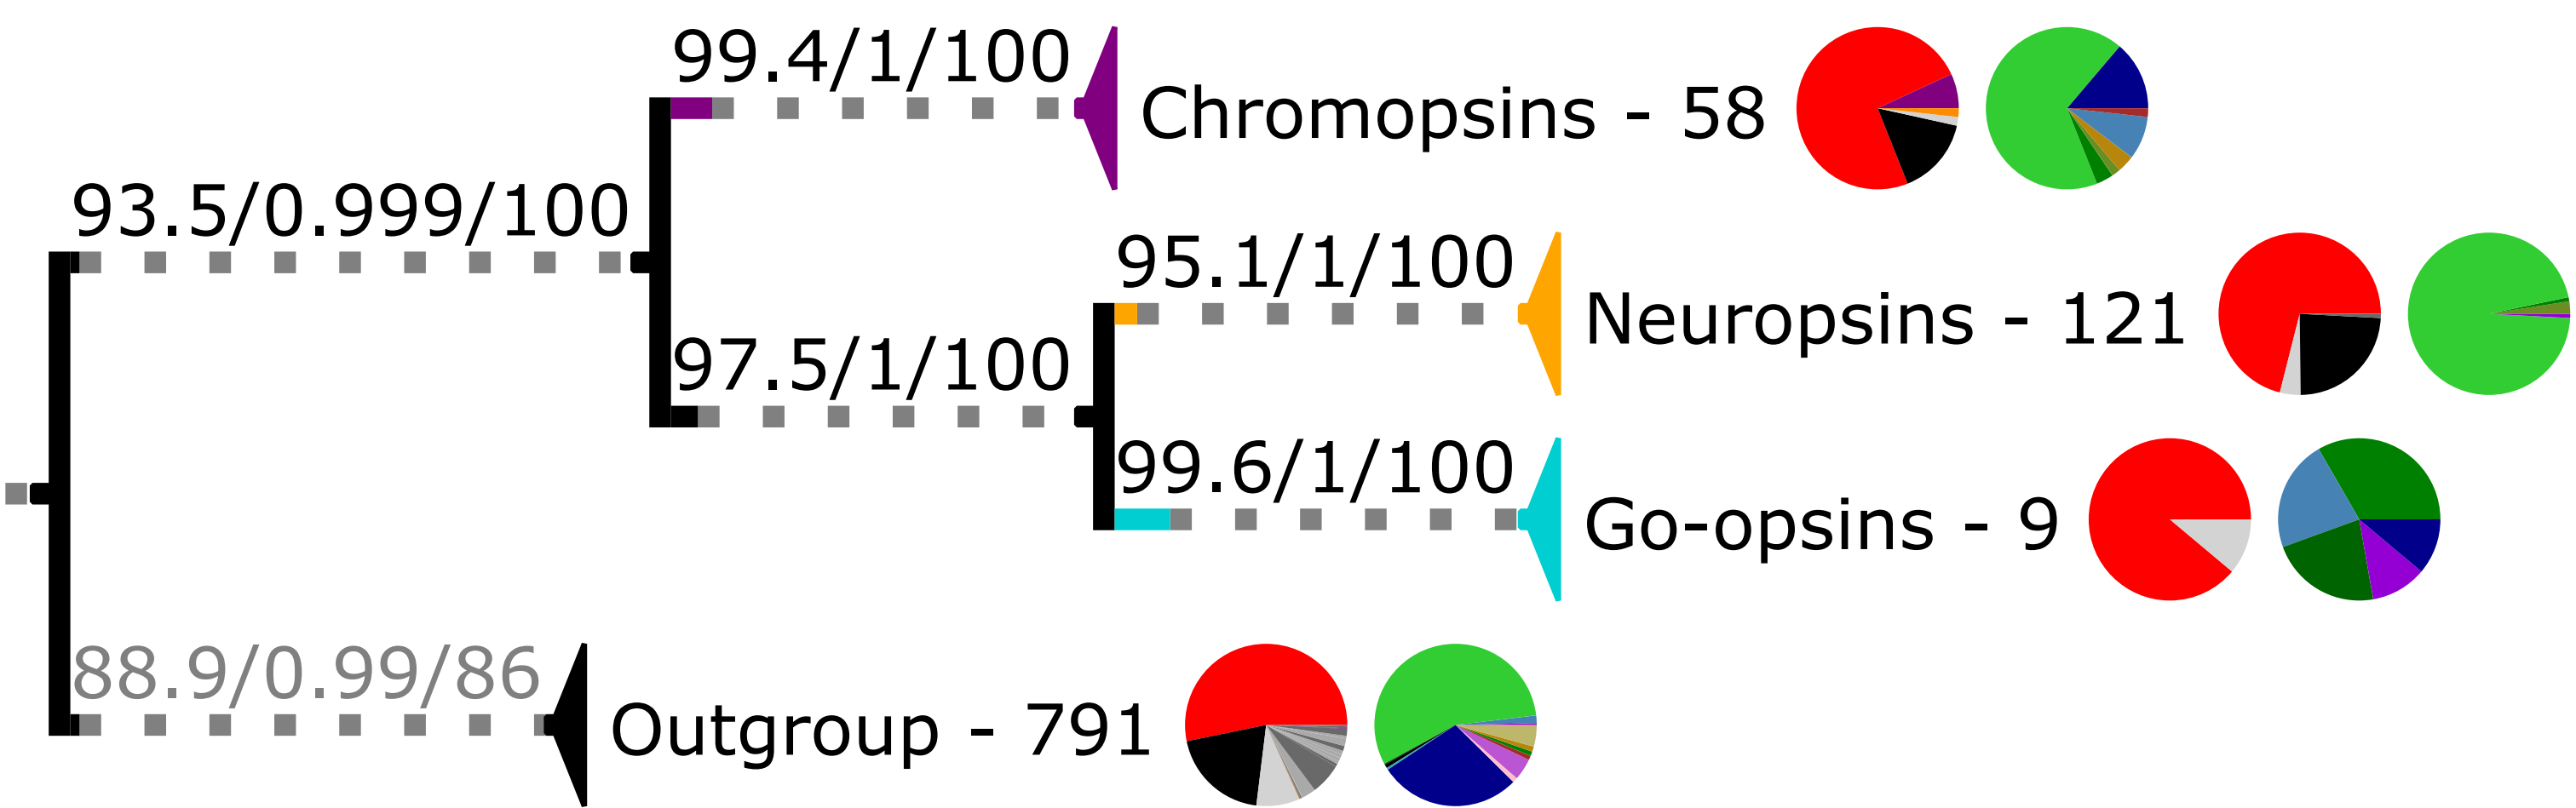 99.4/1/100
Chromopsins - 58
93.5/0.999/100
95.1/1/100
Neuropsins - 121
97.5/1/100
99.6/1/100
Go-opsins - 9
88.9/0.99/86
Outgroup - 791